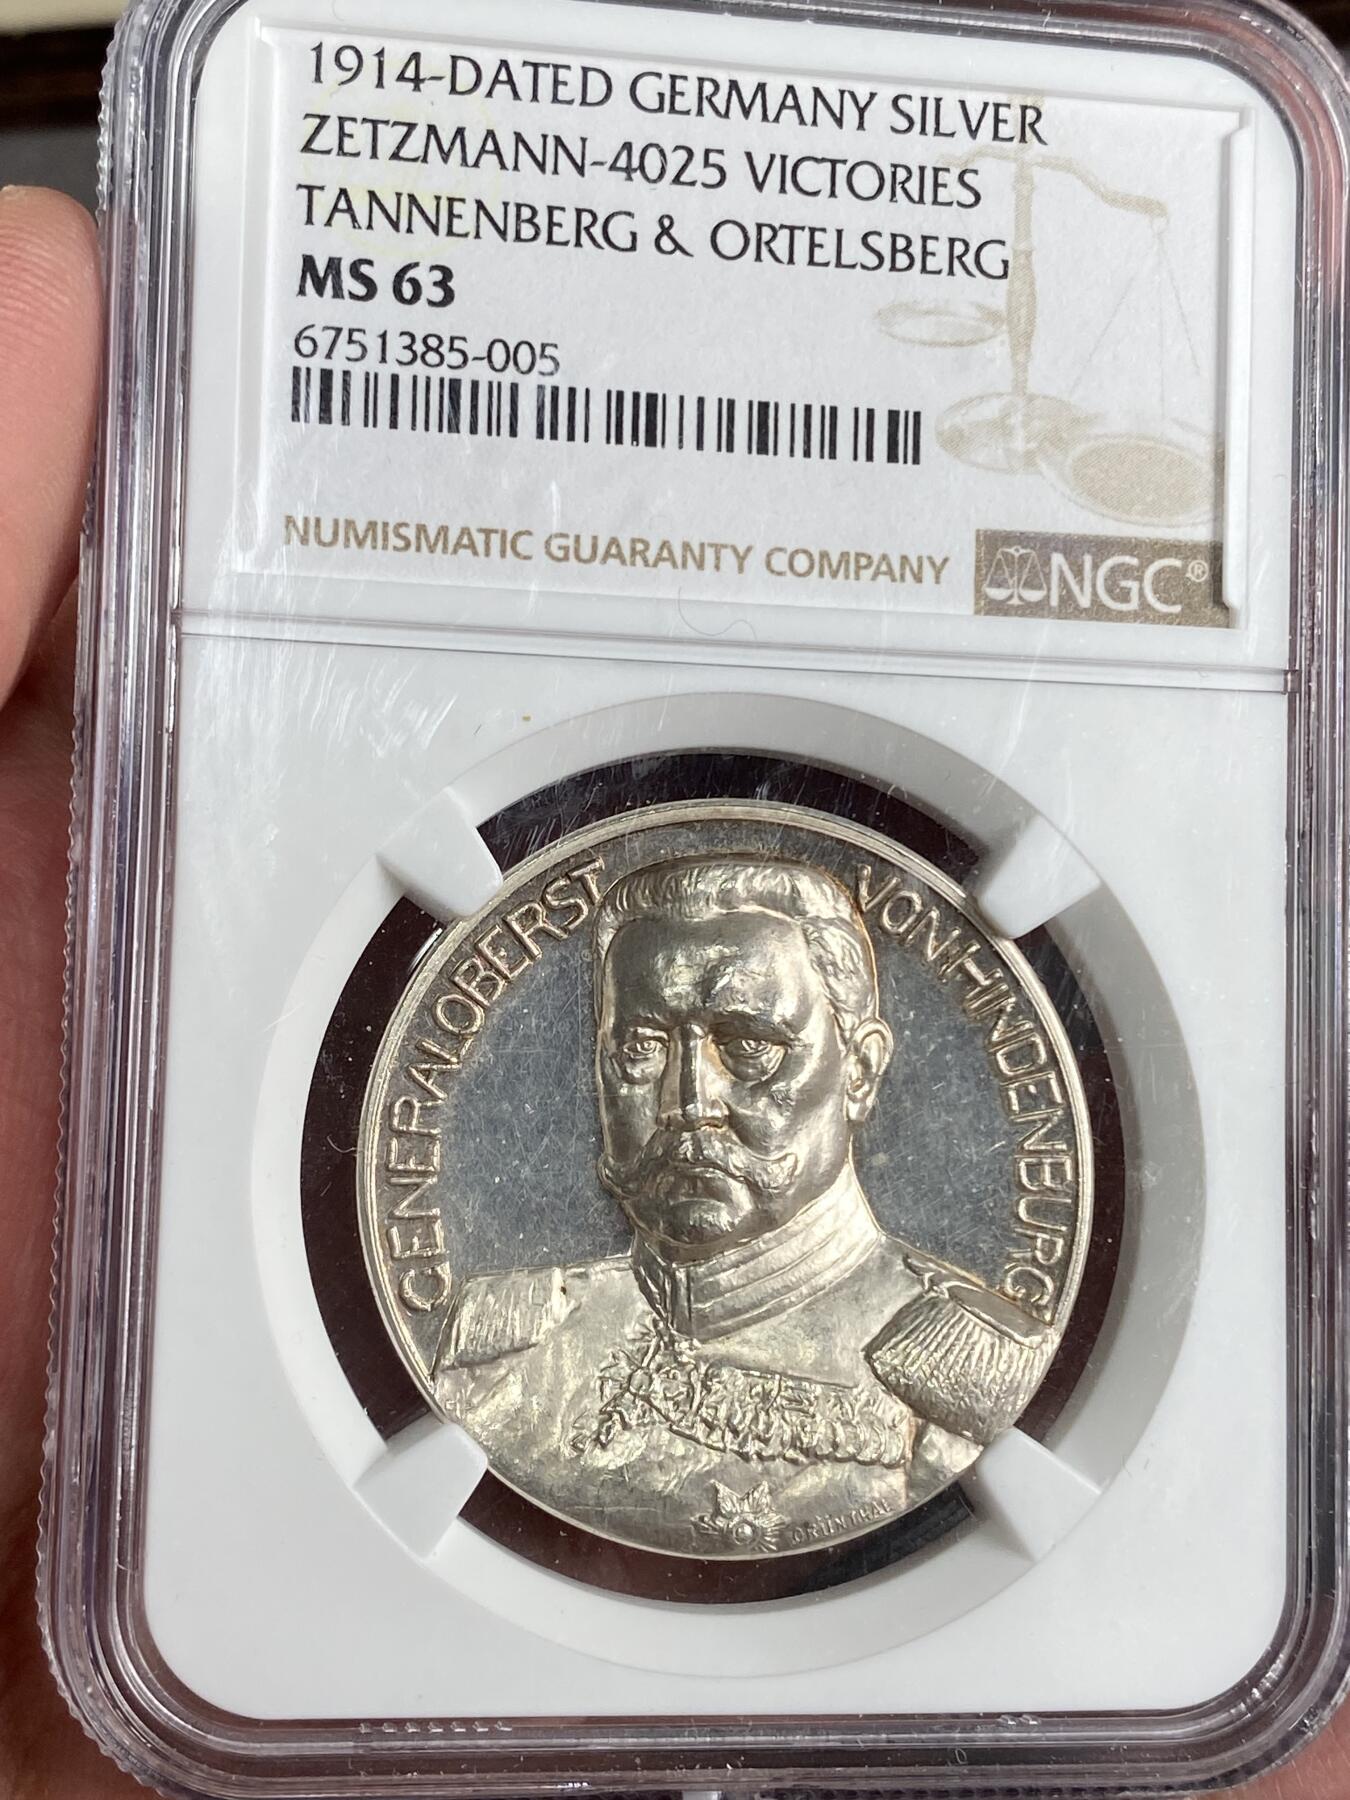 1914-DATED GERMANY SILVER
ZETZMANN-4025 VICTORIES
TANNENBERG & ORTELSBERG
MS 63
6751385-005
NUMISMATIC GUARANTY COMPANY
NGC®
GENERALOBERST VON HINDENBURG
GRÜNTHAL